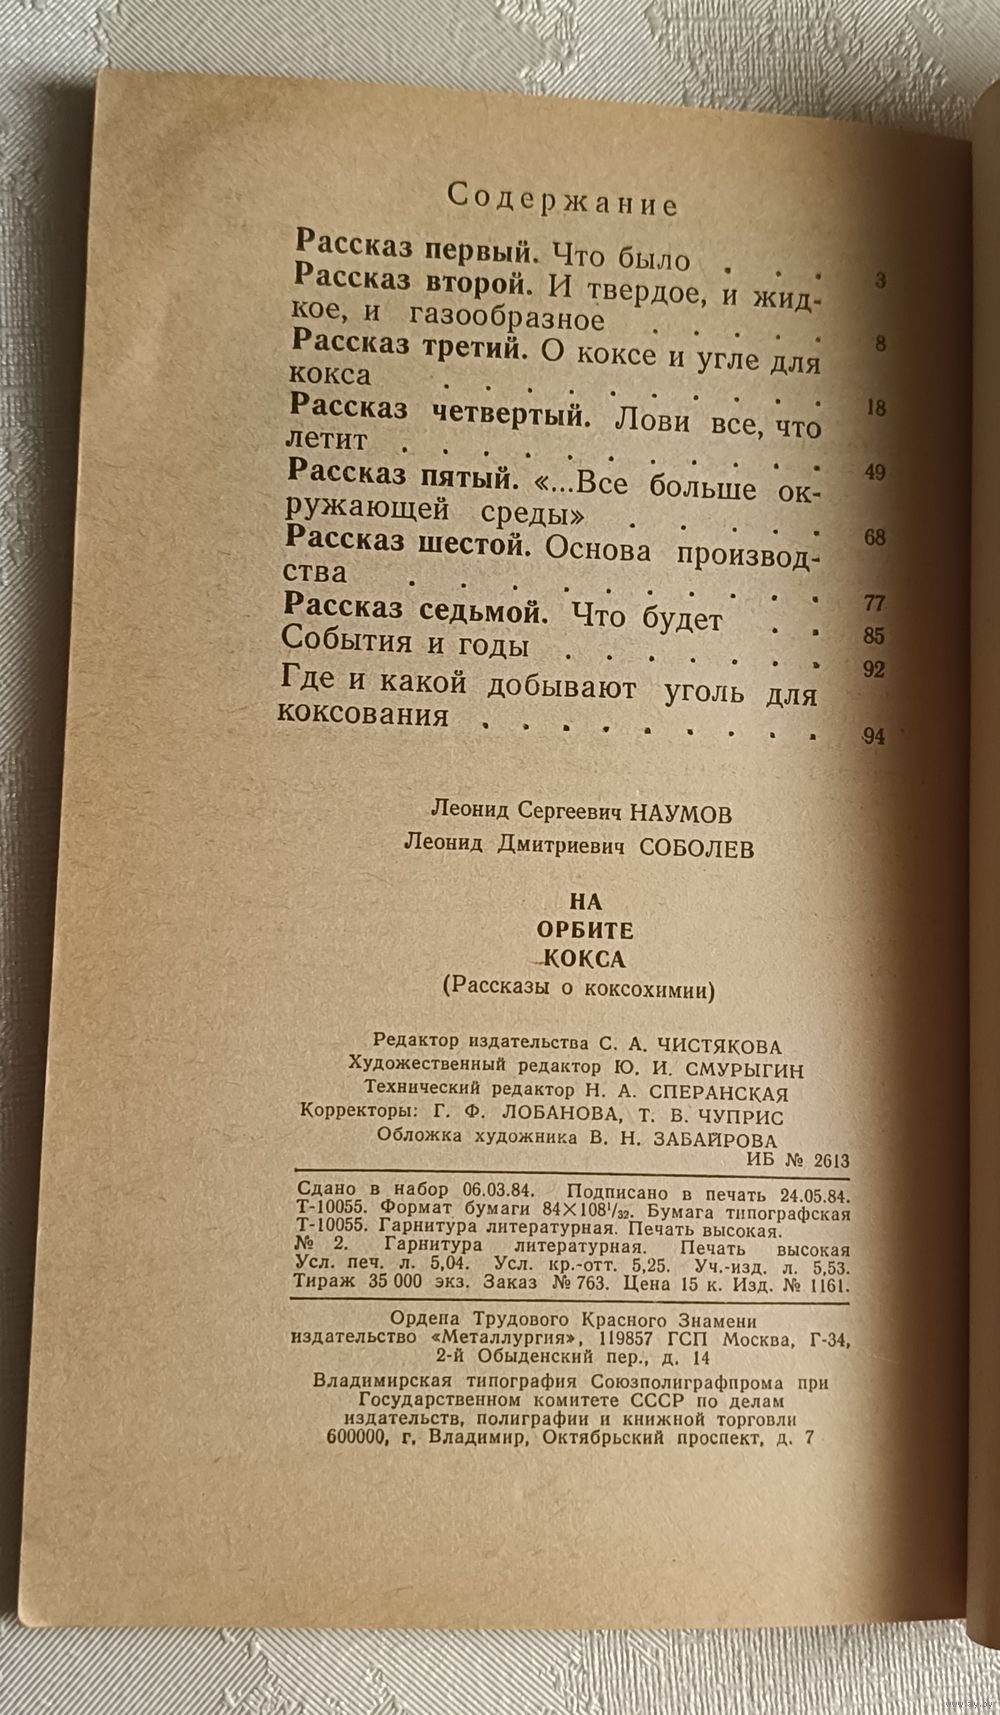 Содержание
Рассказ первый. Что было . . . 3
Рассказ второй. И твердое, и жид-
кое, и газообразное . . . . . 8
Рассказ третий. О коксе и угле для
кокса . . . . . . . . . . 18
Рассказ четвертый. Лови все, что
летит . . . . . . . . . . . 49
Рассказ пятый. «...Все больше ок-
ружающей среды» . . . . . 68
Рассказ шестой. Основа производ-
ства . . . . . . . . . 77
Рассказ седьмой. Что будет . . 85
События и годы . . . . . . . 92
Где и какой добывают уголь для
коксования . . . . . . . . . 94
Леонид Сергеевич НАУМОВ
Леонид Дмитриевич СОБОЛЕВ
НА
ОРБИТЕ
КОКСА
(Рассказы о коксохимии)
Редактор издательства С. А. ЧИСТЯКОВА
Художественный редактор Ю. И. СМУРЫГИН
Технический редактор Н. А. СПЕРАНСКАЯ
Корректоры: Г. Ф. ЛОБАНОВА, Т. В. ЧУПРИС
Обложка художника В. Н. ЗАБАИРОВА
ИБ № 2613
Сдано в набор 06.03.84. Подписано в печать 24.05.84.
Т-10055. Формат бумаги 84×108¹/₃₂. Бумага типографская
Т-10055. Гарнитура литературная. Печать высокая.
№ 2. Гарнитура литературная. Печать высокая
Усл. печ. л. 5,04. Усл. кр.-отт. 5,25. Уч.-изд. л. 5,53.
Тираж 35 000 экз. Заказ № 763. Цена 15 к. Изд. № 1161.
Ордена Трудового Красного Знамени
издательство «Металлургия», 119857 ГСП Москва, Г-34,
2-й Обыденский пер., д. 14
Владимирская типография Союзполиграфпрома при
Государственном комитете СССР по делам
издательств, полиграфии и книжной торговли
600000, г. Владимир, Октябрьский проспект, д. 7
www.ay.by